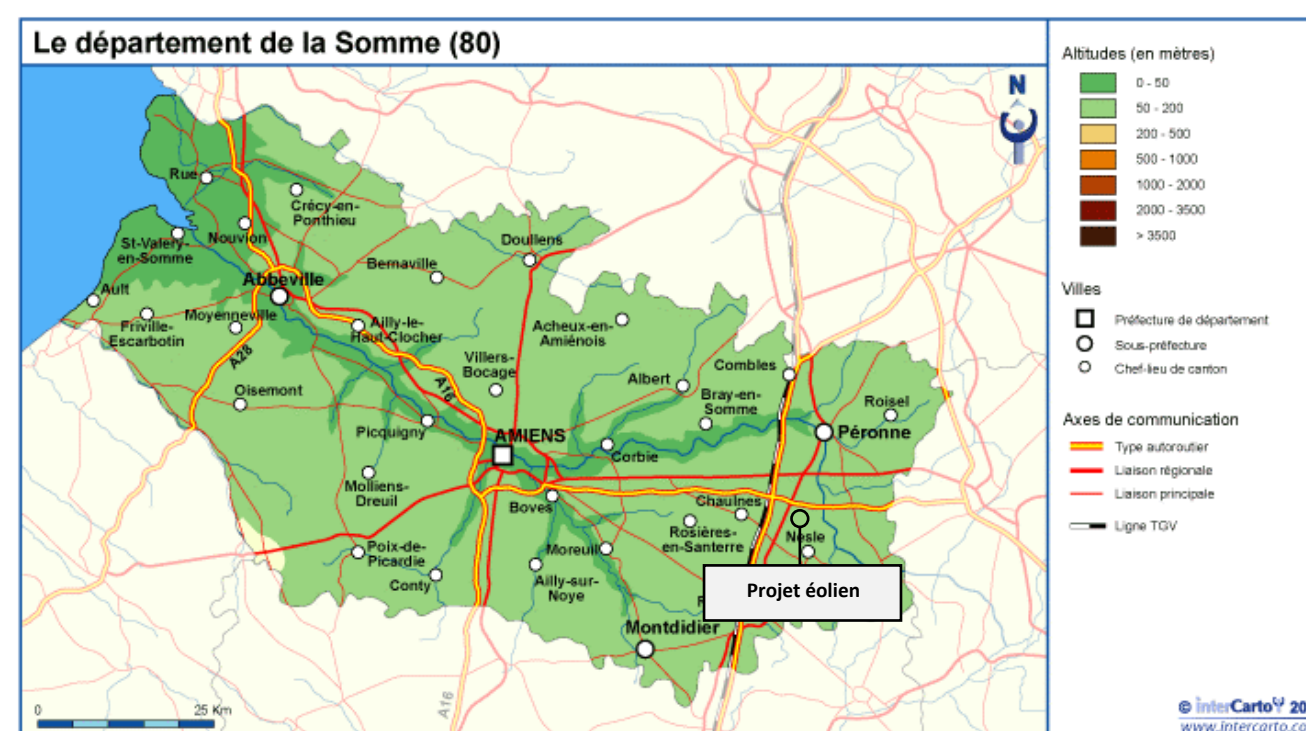 Le département de la Somme (80)
N
Rue
Crécy-en-
Ponthieu
St-Valery-
en-Somme
Nouvion
Doullens
Bernaville
Abbeville
Ault
Friville-
Escarbotin
Moyenneville
Ailly-le-
Haut-Clocher
Acheux-en-
Amiénois
A28
Villers-
Bocage
A16
Oisemont
Albert
Combles
Bray-en-
Somme
Roisel
Picquigny
AMIENS
Péronne
Corbie
Molliens-
Dreuil
Boves
Chaulnes
Rosières-
en-Santerre
Nesle
Poix-de-
Picardie
Conty
Moreuil
Ailly-sur-
Noye
Projet éolien
Montdidier
A16
0
25 Km
Altitudes (en mètres)
0 - 50
50 - 200
200 - 500
500 - 1000
1000 - 2000
2000 - 3500
> 3500
Villes
Préfecture de département
Sous-préfecture
Chef-lieu de canton
Axes de communication
Type autoroutier
Liaison régionale
Liaison principale
Ligne TGV
© interCarto 20
www.intercarto.co